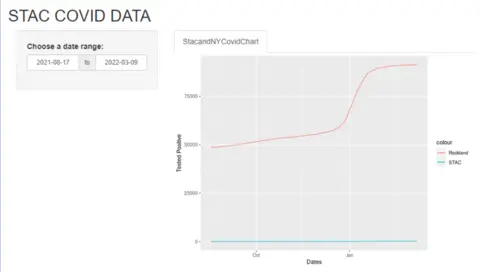 STAC COVID DATA
Choose a date range:
2021-08-17 to 2022-03-09
StacandNYCovidChart
Tested Positive
75000
50000
25000
0
Oct
Jan
Dates
colour
Rockland
STAC